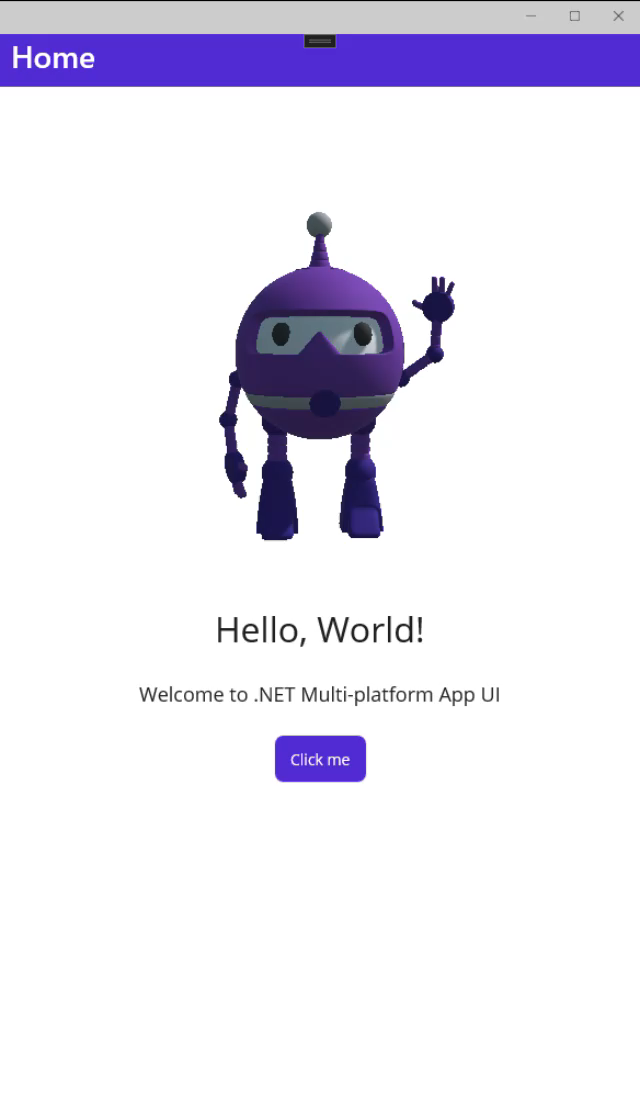 Home
Hello, World!
Welcome to .NET Multi-platform App UI
Click me